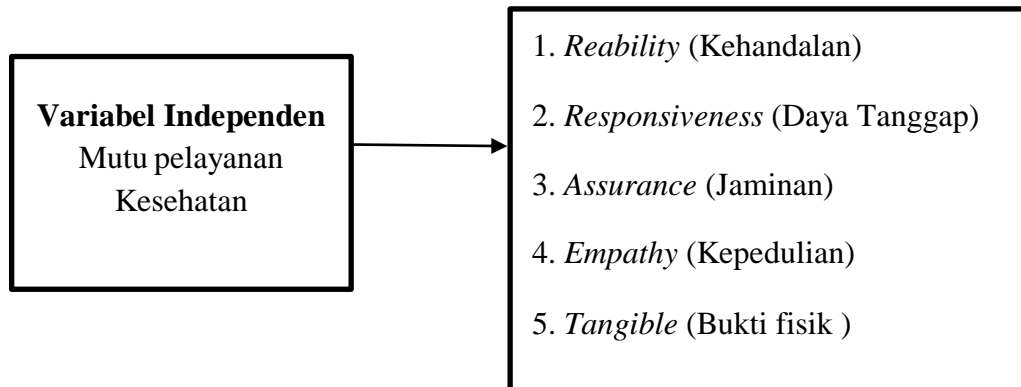 Variabel Independen
Mutu pelayanan
Kesehatan
1. Reability (Kehandalan)
2. Responsiveness (Daya Tanggap)
3. Assurance (Jaminan)
4. Empathy (Kepedulian)
5. Tangible (Bukti fisik )